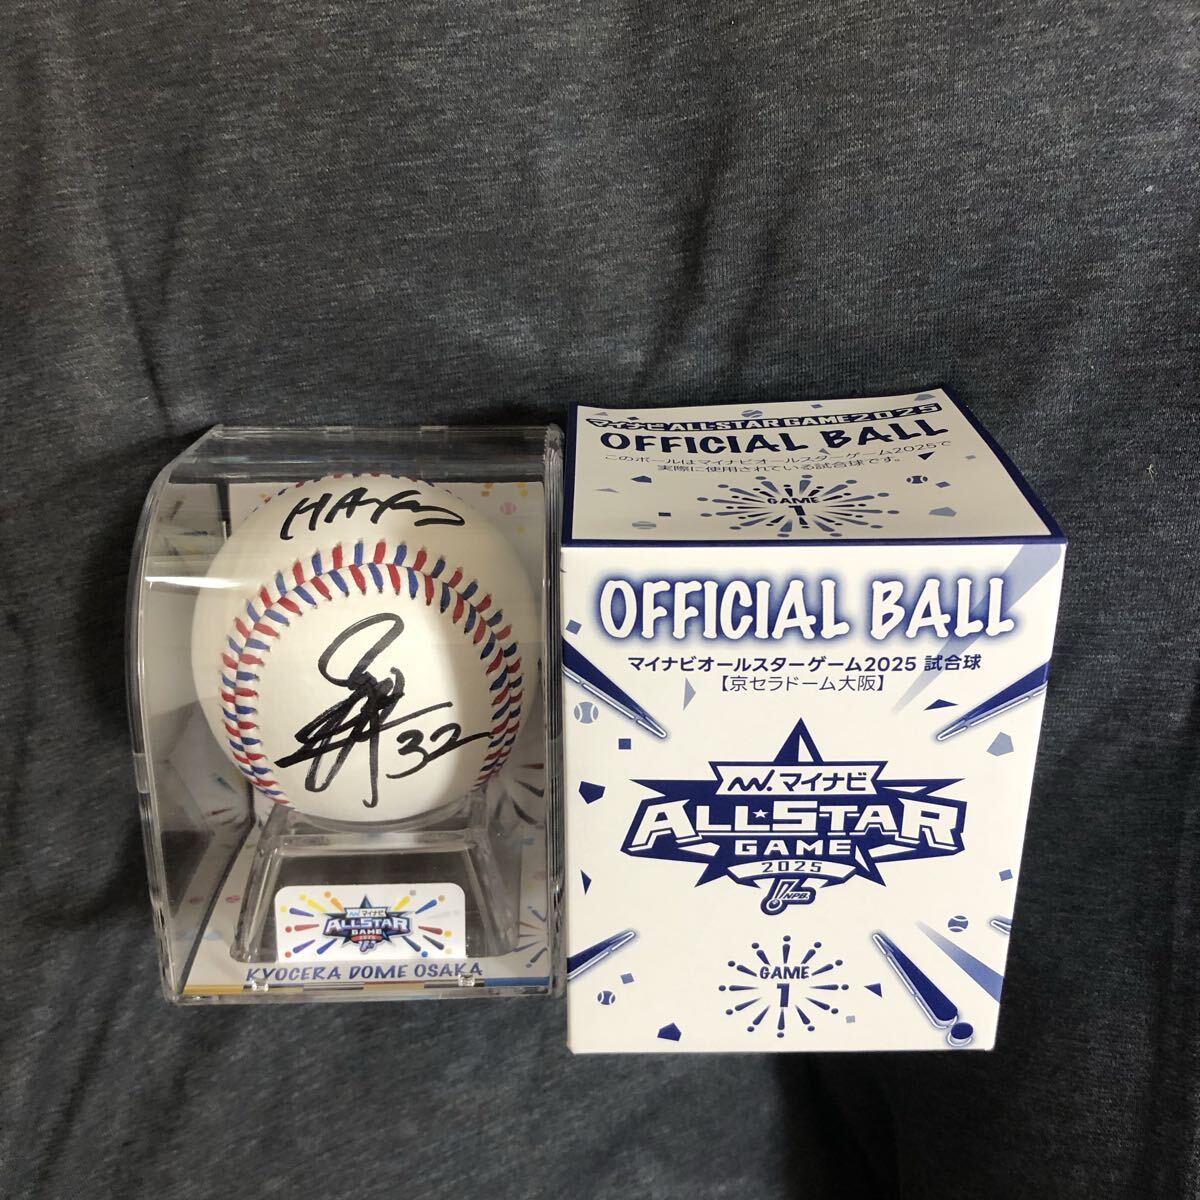 マイナビ ALL-STAR GAME 2025
OFFICIAL BALL
このボールはマイナビオールスターゲーム2025で
実際に使用されている試合球です。
GAME
1
OFFICIAL BALL
マイナビオールスターゲーム2025 試合球
【京セラドーム大阪】
マイナビ
ALL★STAR
GAME
2025
NPB
GAME
1
32
マイナビ
ALL★STAR
GAME
2025
KYOCERA DOME OSAKA